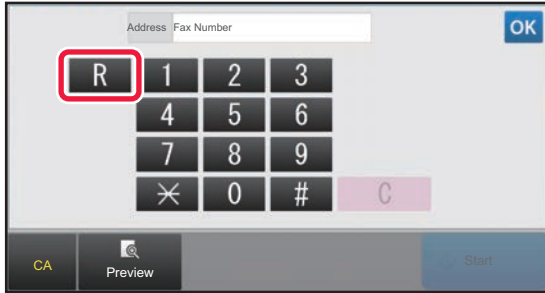 Address Fax Number OK
R 1 2 3
4 5 6
7 8 9
* 0 # C
CA Preview Start